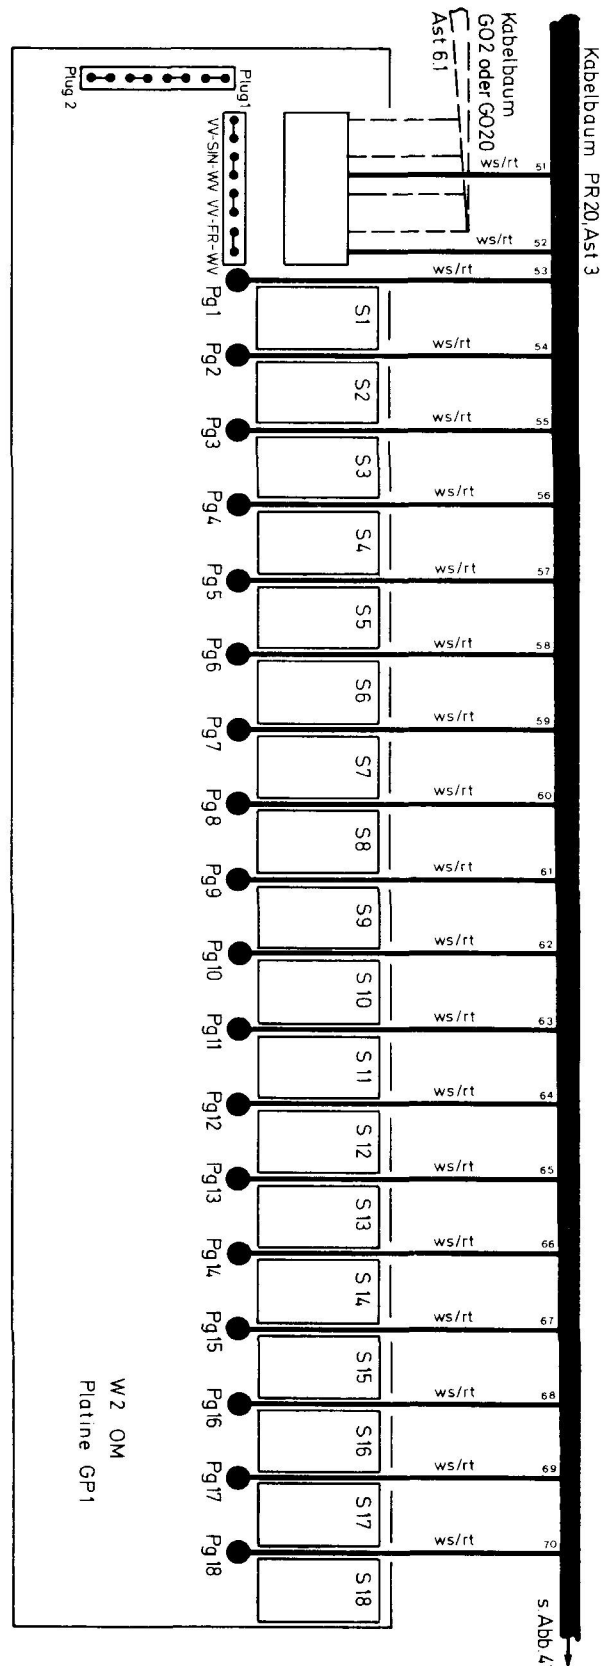 Kabelbaum PR20, Ast 3
Kabelbaum
GO2 oder GO20
Ast 6.1
Plug1
Plug 2
VV-SIN-WV VV-FR-WV
ws/rt 51
ws/rt 52
ws/rt 53
Pg1
S1
ws/rt 54
Pg2
S2
ws/rt 55
Pg3
S3
ws/rt 56
Pg4
S4
ws/rt 57
Pg5
S5
ws/rt 58
Pg6
S6
ws/rt 59
Pg7
S7
ws/rt 60
Pg8
S8
ws/rt 61
Pg9
S9
ws/rt 62
Pg10
S10
ws/rt 63
Pg11
S11
ws/rt 64
Pg12
S12
ws/rt 65
Pg13
S13
ws/rt 66
Pg14
S14
ws/rt 67
Pg15
S15
ws/rt 68
Pg16
S16
ws/rt 69
Pg17
S17
ws/rt 70
Pg18
S18
W2 OM
Platine GP1
s. Abb. 4